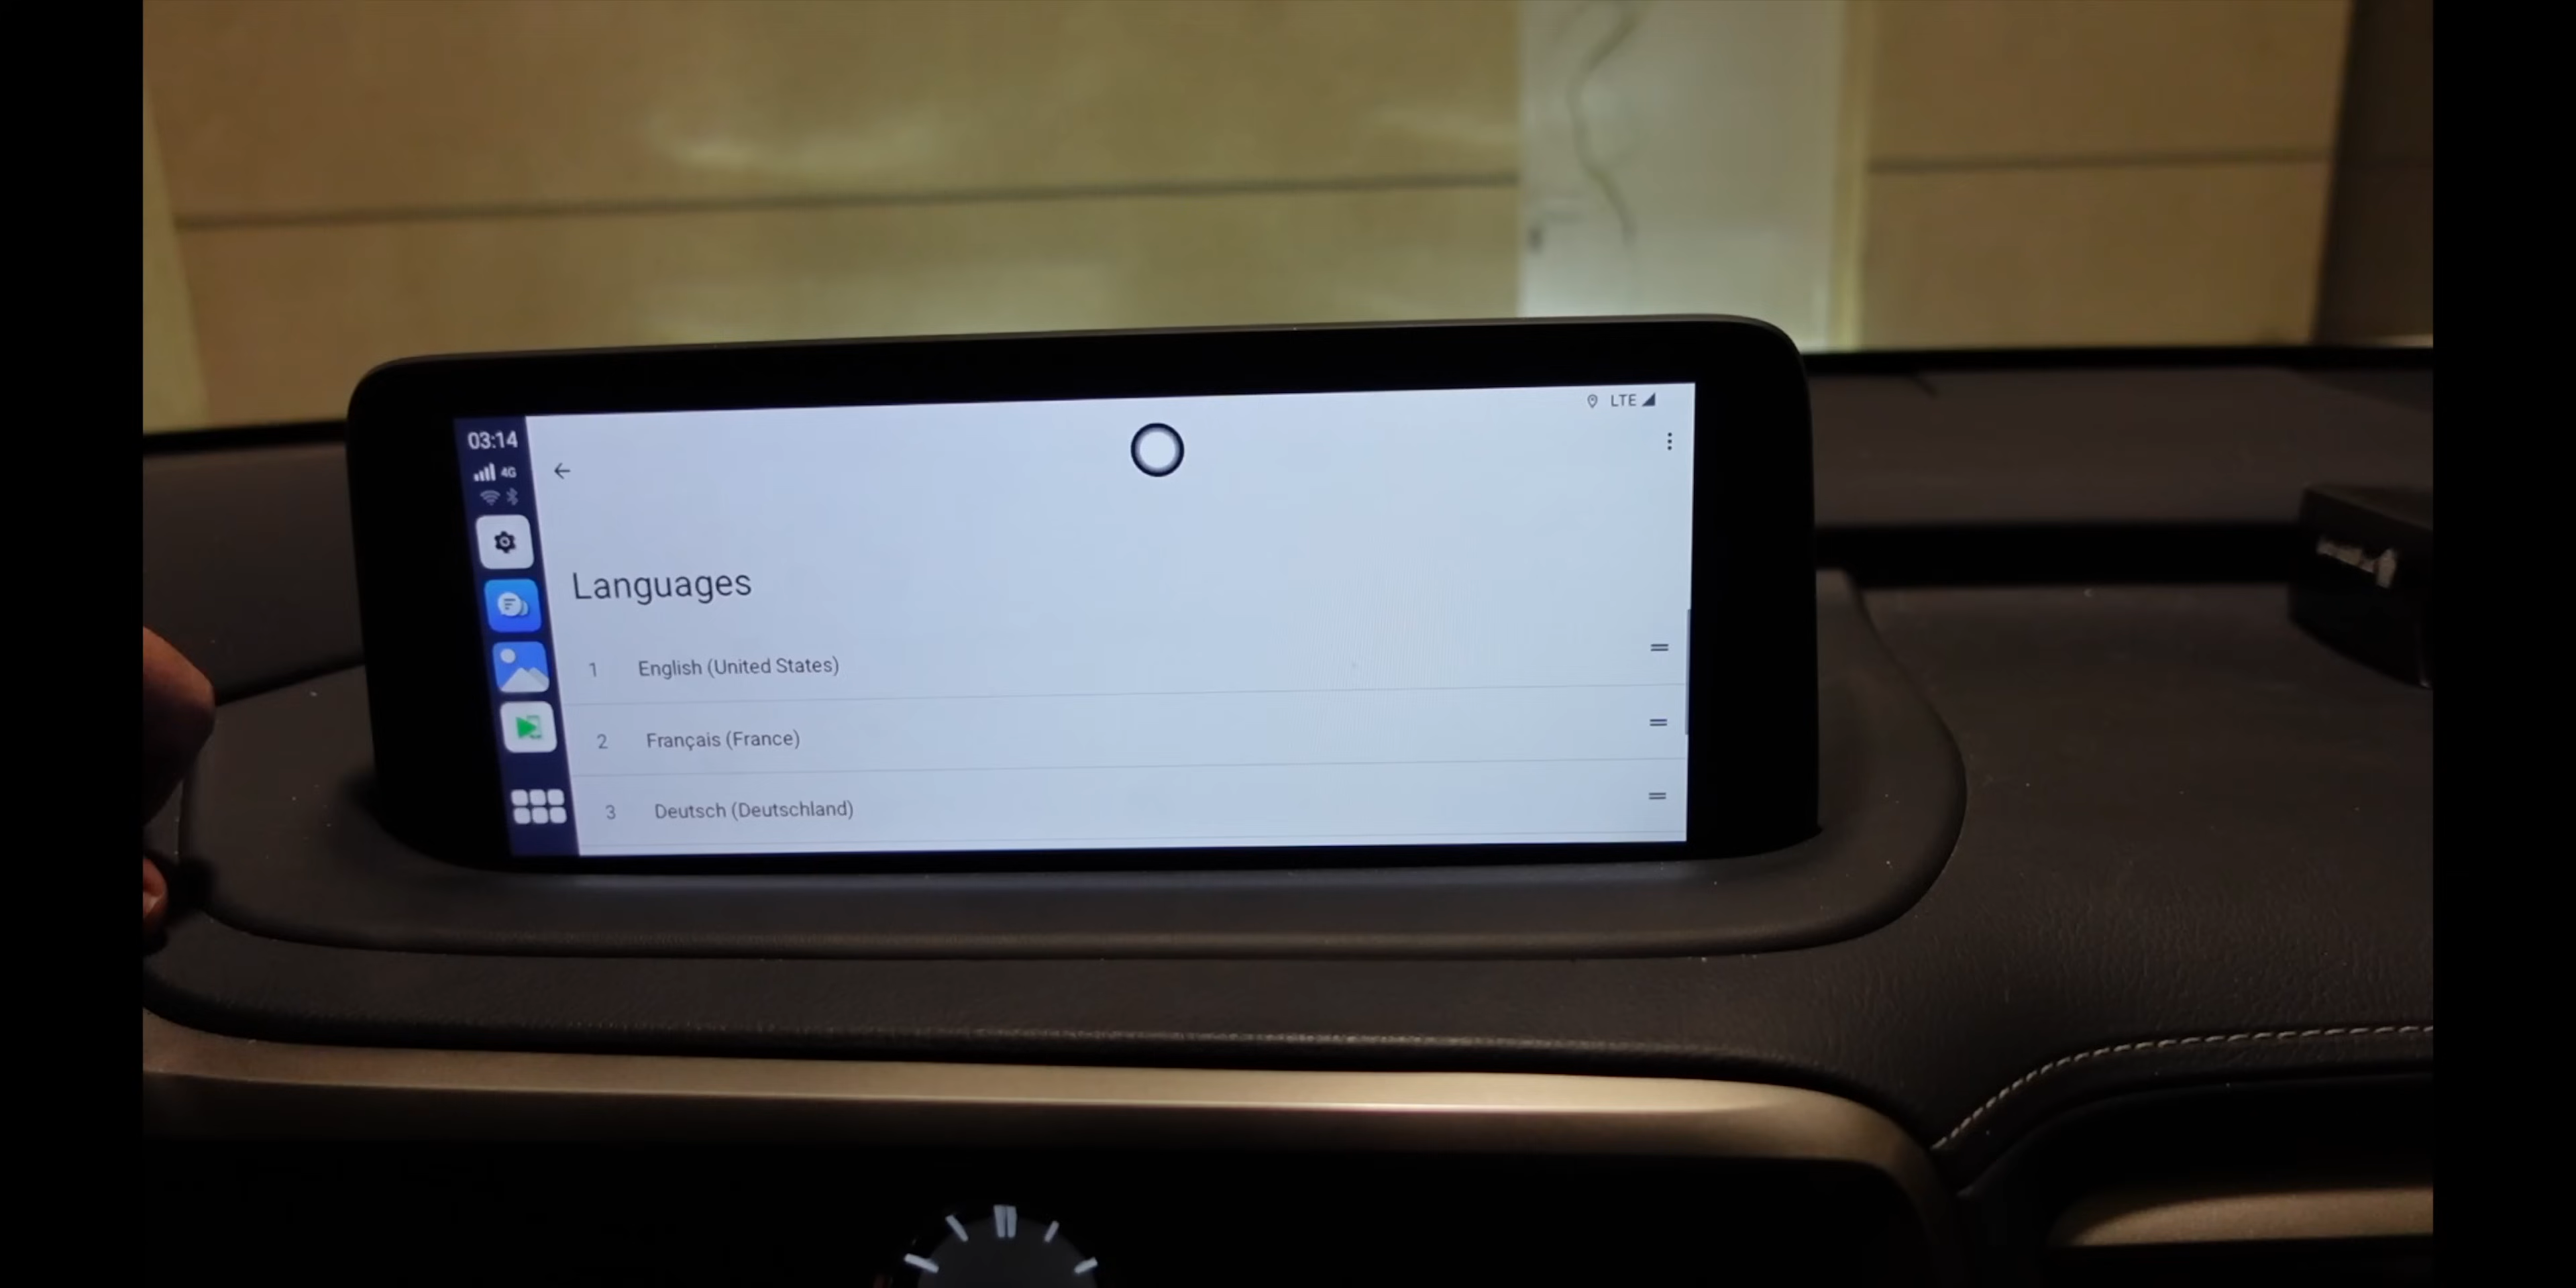 03:14
4G
LTE
Languages
1 English (United States)
2 Français (France)
3 Deutsch (Deutschland)